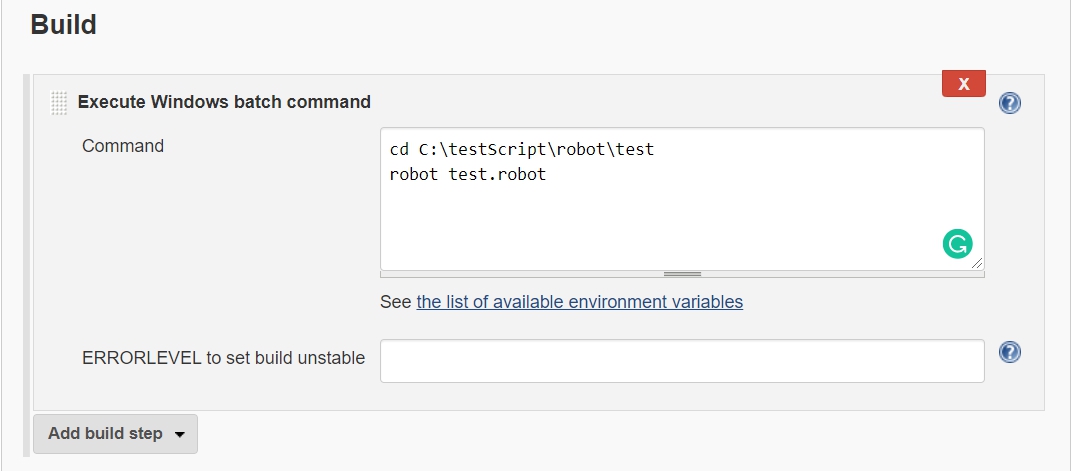 Build
X
Execute Windows batch command
?
Command
cd C:\testScript\robot\test
robot test.robot
G
See the list of available environment variables
ERRORLEVEL to set build unstable
?
Add build step